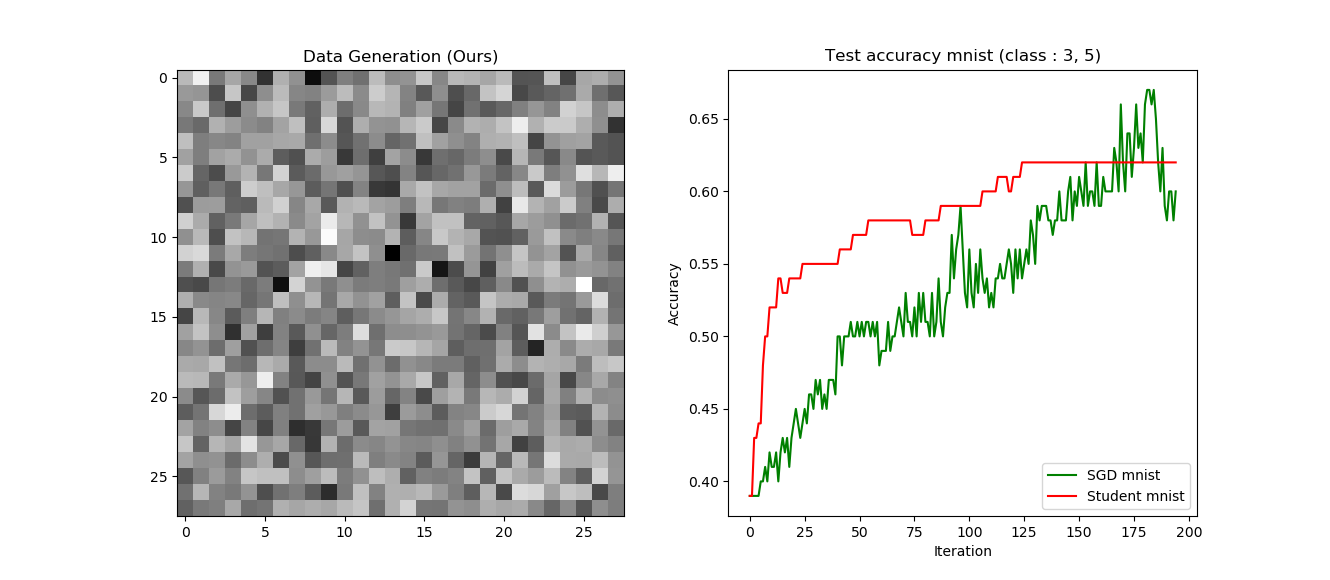 Data Generation (Ours)
0
5
10
15
20
25
0 5 10 15 20 25
Test accuracy mnist (class : 3, 5)
Accuracy
0.65
0.60
0.55
0.50
0.45
0.40
0 25 50 75 100 125 150 175 200
Iteration
SGD mnist
Student mnist